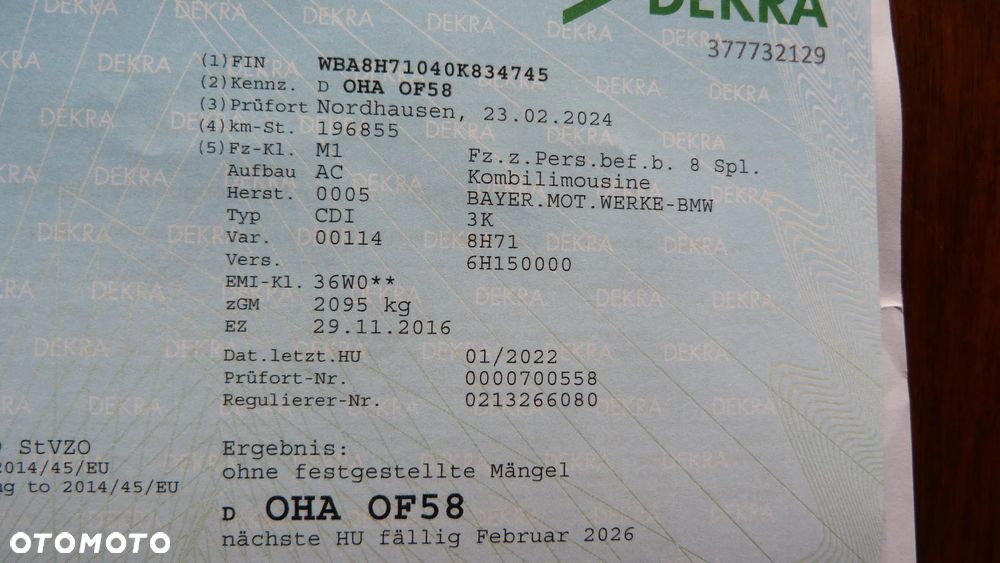 DEKRA
377732129
(1) FIN WBA8H71040K834745
(2) Kennz. D OHA OF58
(3) Prüfort Nordhausen, 23.02.2024
(4) km-St. 196855
(5) Fz-Kl. M1 Fz.z.Pers.bef.b. 8 Spl.
Aufbau AC Kombilimousine
Herst. 0005 BAYER.MOT.WERKE-BMW
Typ CDI 3K
Var. 00114 8H71
Vers. 6H150000
EMI-Kl. 36W0**
zGM 2095 kg
EZ 29.11.2016
Dat.letzt.HU 01/2022
Prüfort-Nr. 0000700558
Regulierer-Nr. 0213266080
StVZO
2014/45/EU
to 2014/45/EU
Ergebnis:
ohne festgestellte Mängel
D OHA OF58
nächste HU fällig Februar 2026
OTOMOTO